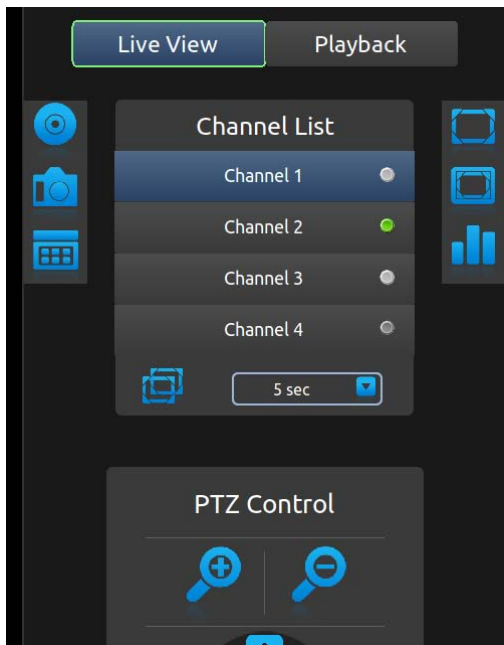 Live View
Playback
Channel List
Channel 1
Channel 2
Channel 3
Channel 4
5 sec
PTZ Control